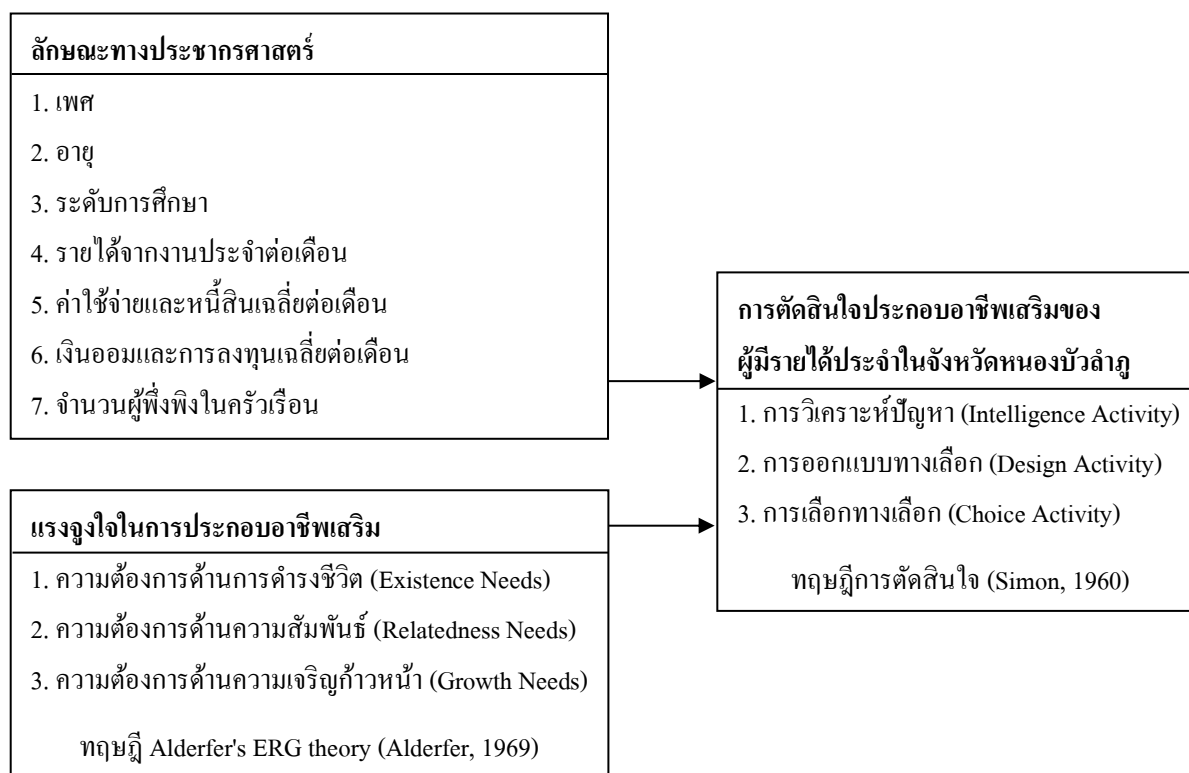 ลักษณะทางประชากรศาสตร์
1. เพศ
2. อายุ
3. ระดับการศึกษา
4. รายได้จากงานประจำต่อเดือน
5. ค่าใช้จ่ายและหนี้สินเฉลี่ยต่อเดือน
6. เงินออมและการลงทุนเฉลี่ยต่อเดือน
7. จำนวนผู้พึ่งพิงในครัวเรือน
แรงจูงใจในการประกอบอาชีพเสริม
1. ความต้องการด้านการดำรงชีวิต (Existence Needs)
2. ความต้องการด้านความสัมพันธ์ (Relatedness Needs)
3. ความต้องการด้านความเจริญก้าวหน้า (Growth Needs)
ทฤษฎี Alderfer's ERG theory (Alderfer, 1969)
การตัดสินใจประกอบอาชีพเสริมของ
ผู้มีรายได้ประจำในจังหวัดหนองบัวลำภู
1. การวิเคราะห์ปัญหา (Intelligence Activity)
2. การออกแบบทางเลือก (Design Activity)
3. การเลือกทางเลือก (Choice Activity)
ทฤษฎีการตัดสินใจ (Simon, 1960)